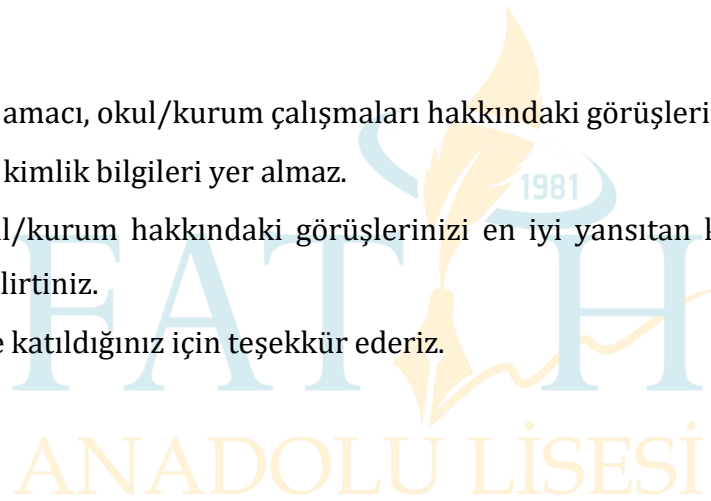 amacı, okul/kurum çalışmaları hakkındaki görüşleri
kimlik bilgileri yer almaz.
l/kurum hakkındaki görüşlerinizi en iyi yansıtan
lirtiniz.
e katıldığınız için teşekkür ederiz.
1981
FATİH
ANADOLU LİSESİ